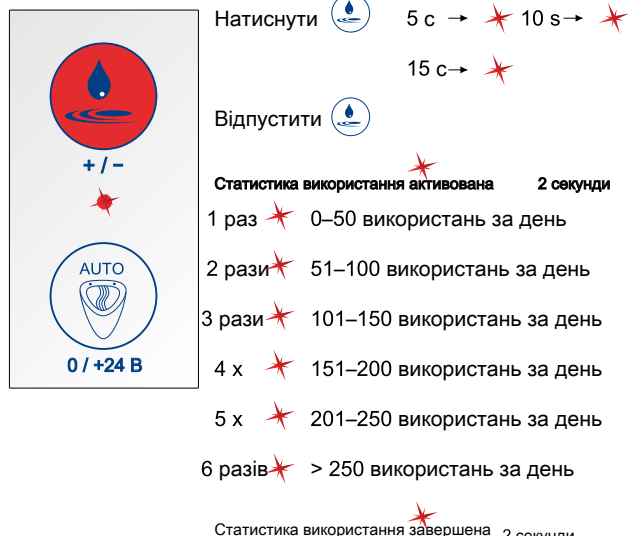 Натиснути 5 с → 10 s →
15 с →
Відпустити
+ / −
Статистика використання активована 2 секунди
1 раз 0–50 використань за день
2 рази 51–100 використань за день
AUTO
3 рази 101–150 використань за день
0 / +24 В
4 x 151–200 використань за день
5 x 201–250 використань за день
6 разів > 250 використань за день
Статистика використання завершена 2 секунди